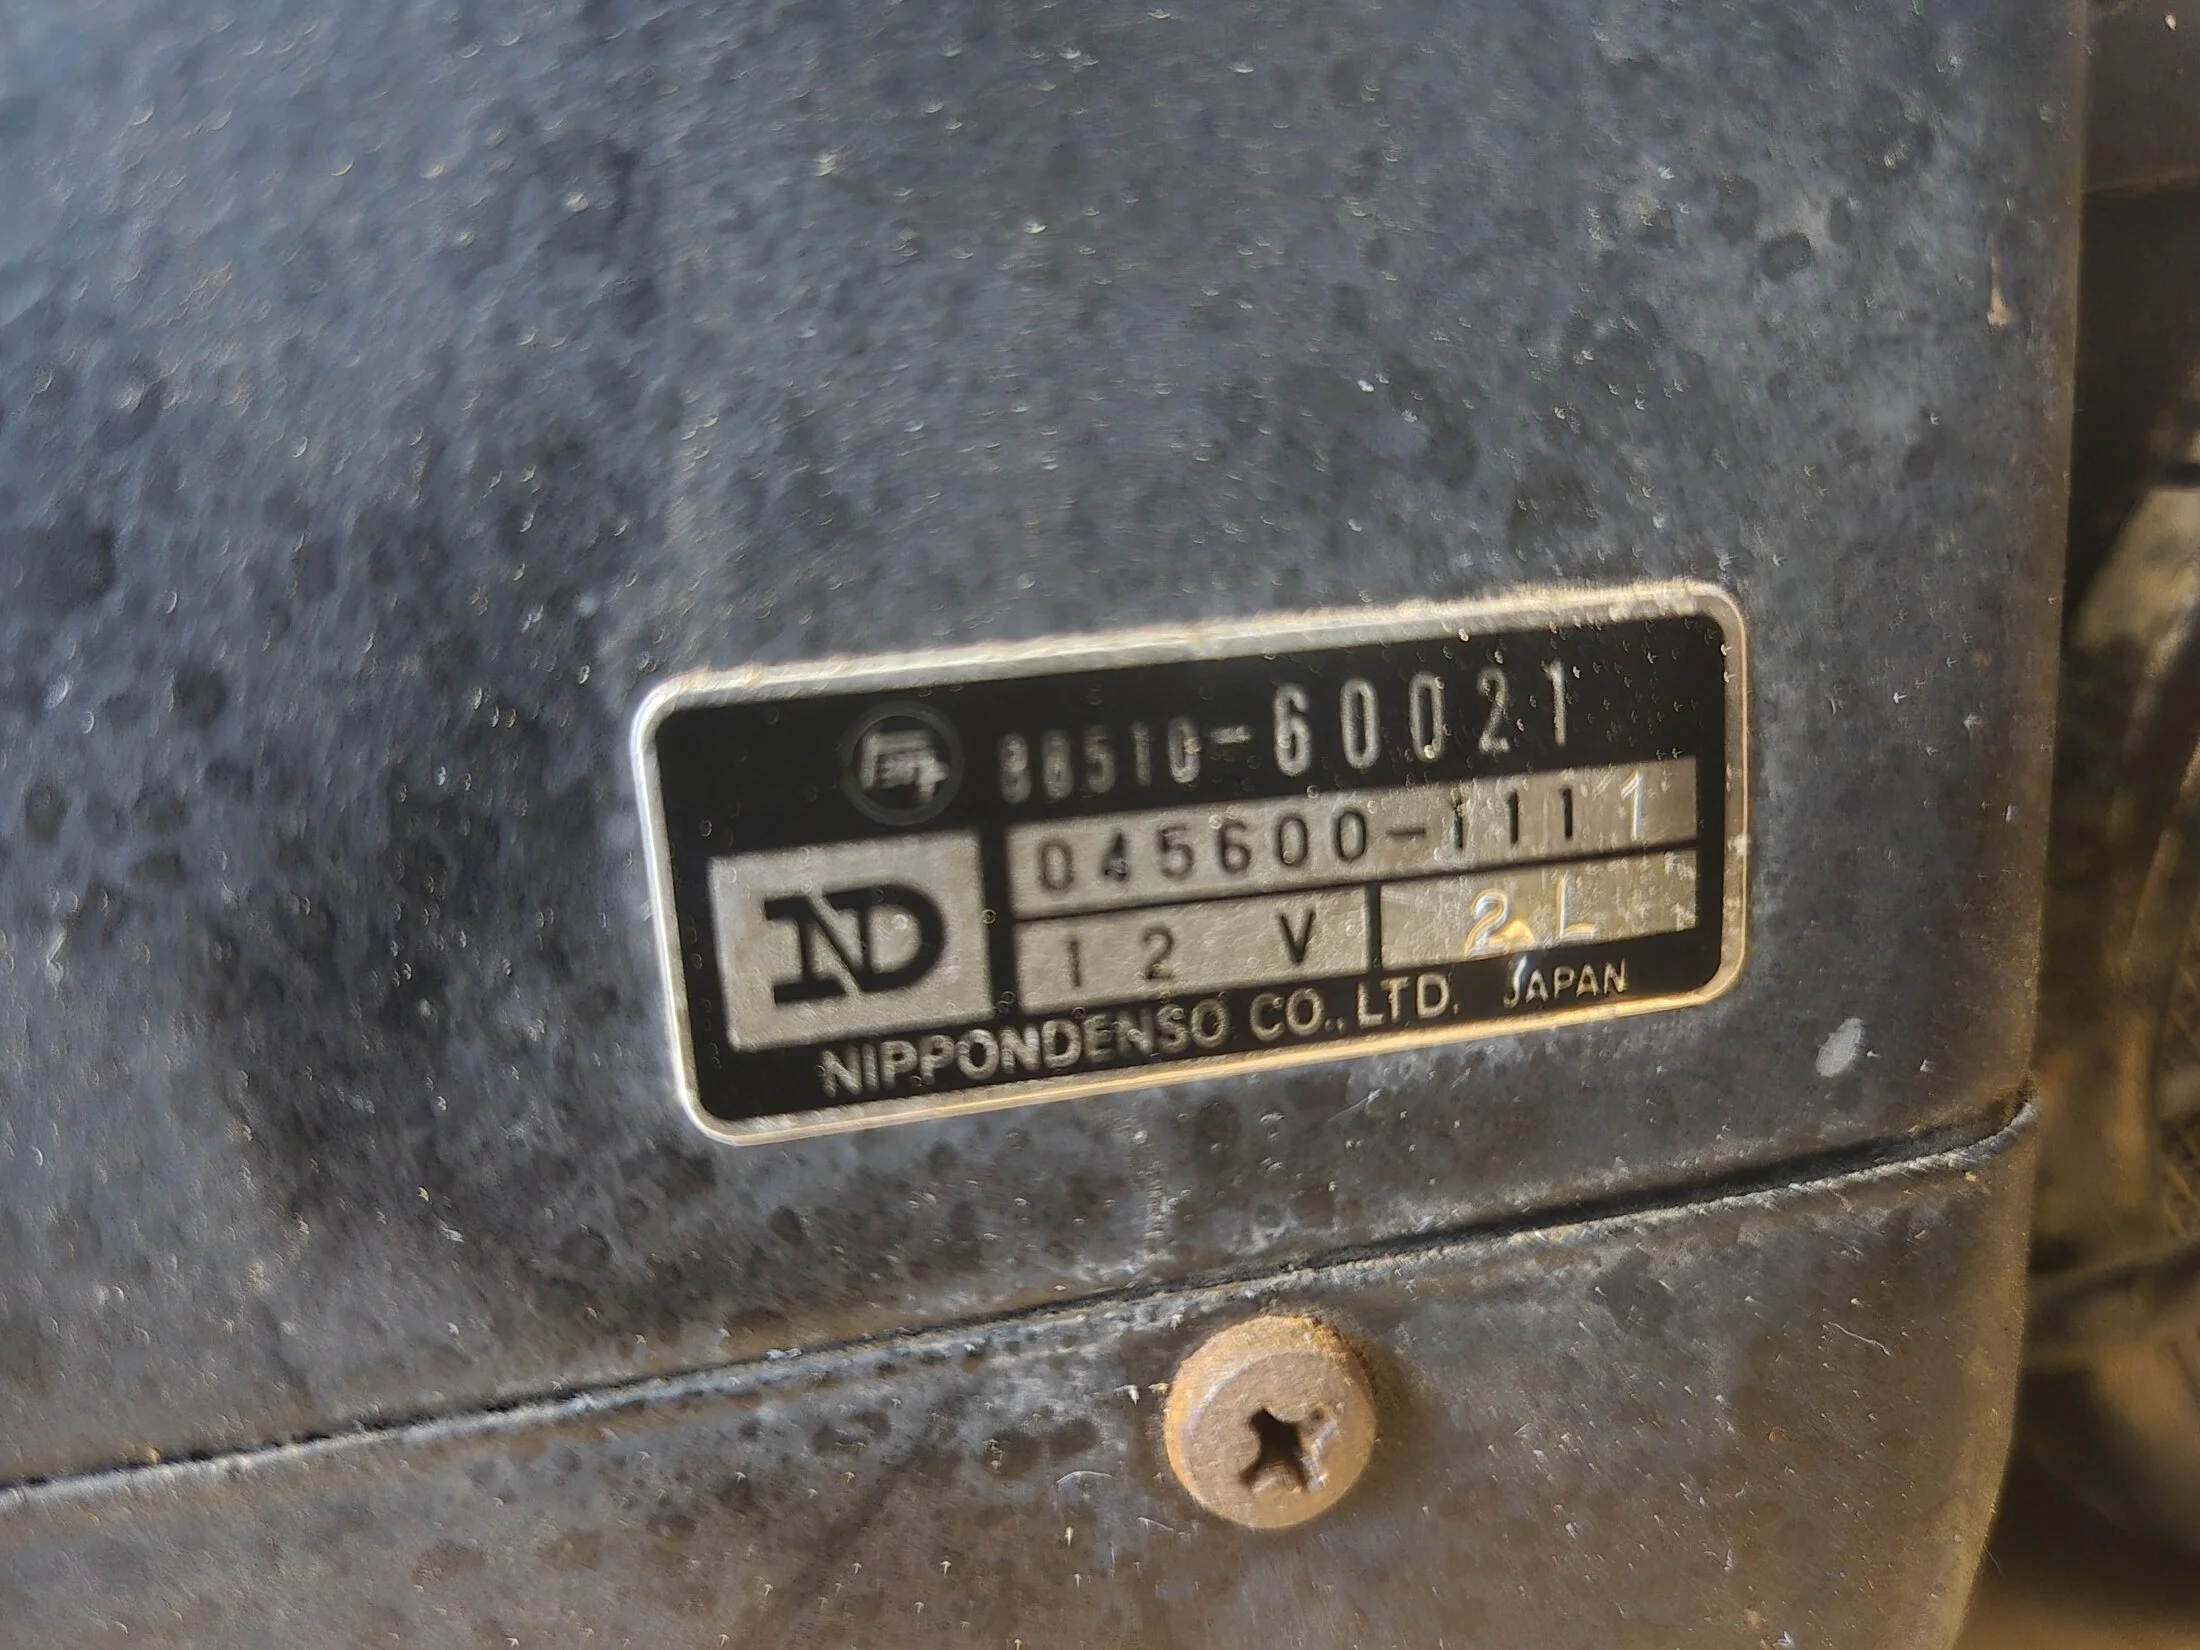 88510-60021
045600-1111
ND
12 V 2 L
NIPPONDENSO CO., LTD. JAPAN